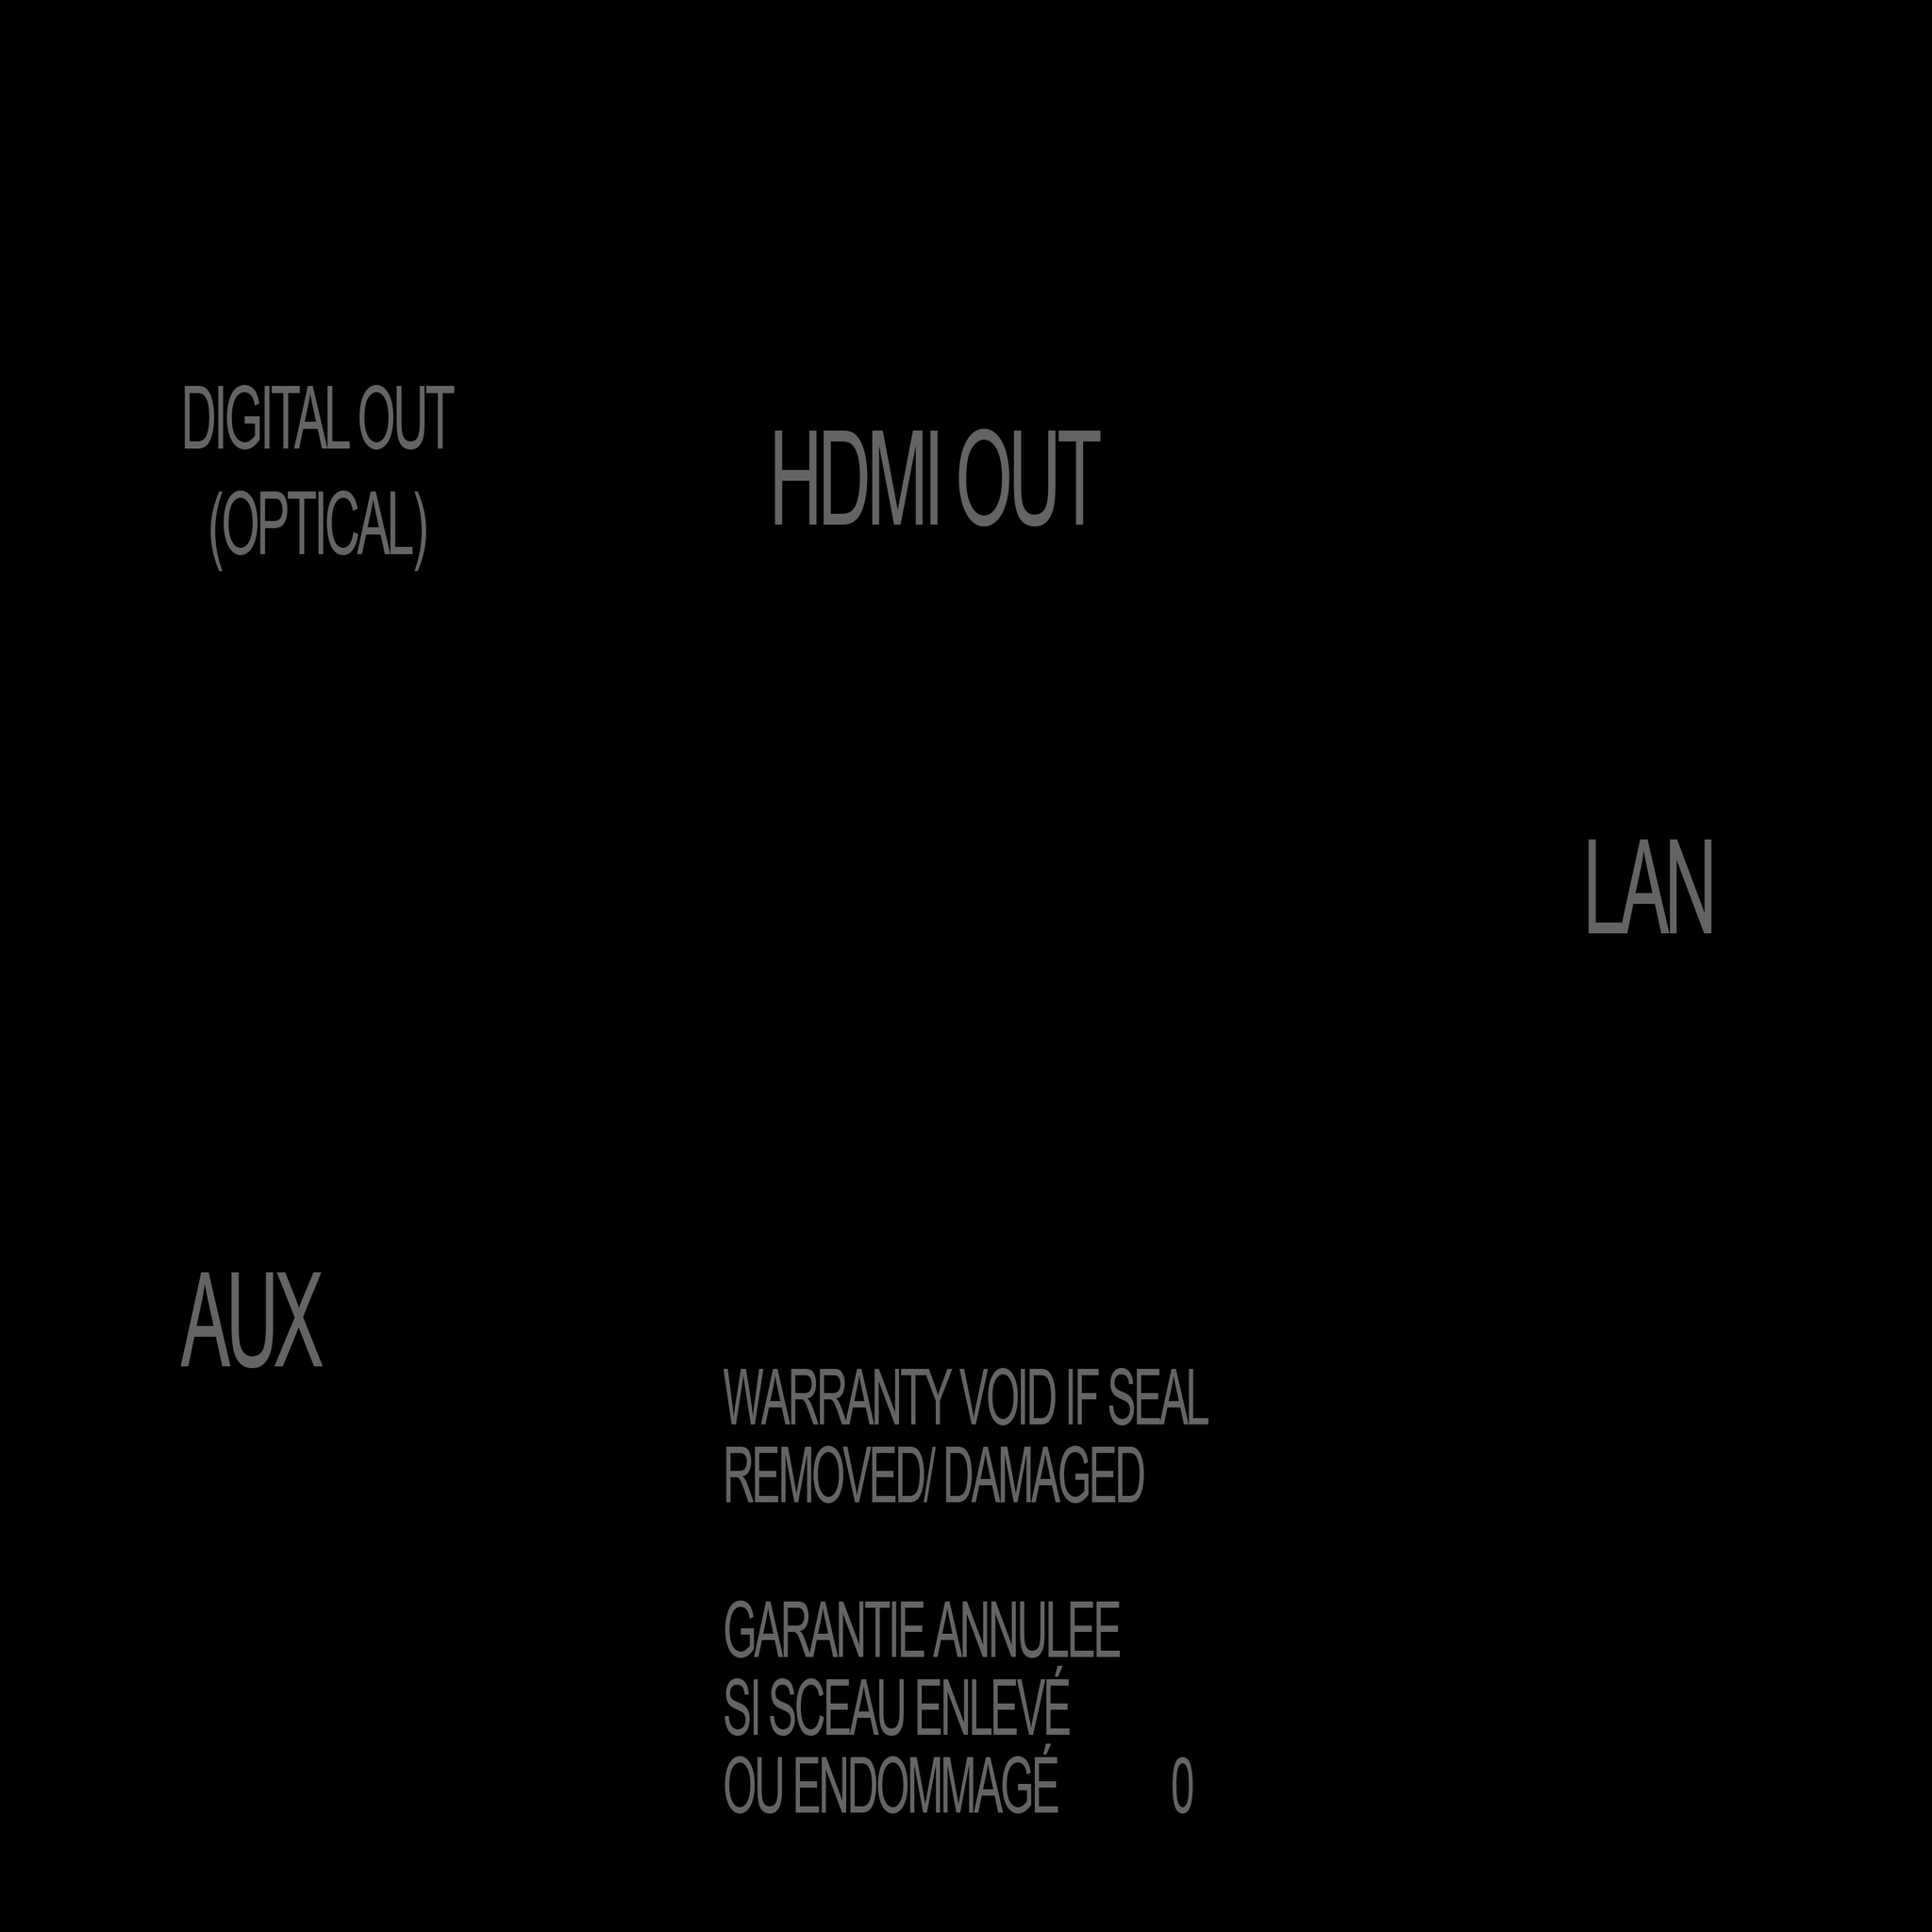 DIGITAL OUT
(OPTICAL)
HDMI OUT
LAN
AUX
WARRANTY VOID IF SEAL
REMOVED/ DAMAGED
GARANTIE ANNULEE
SI SCEAU ENLEVÉ
OU ENDOMMAGÉ 0